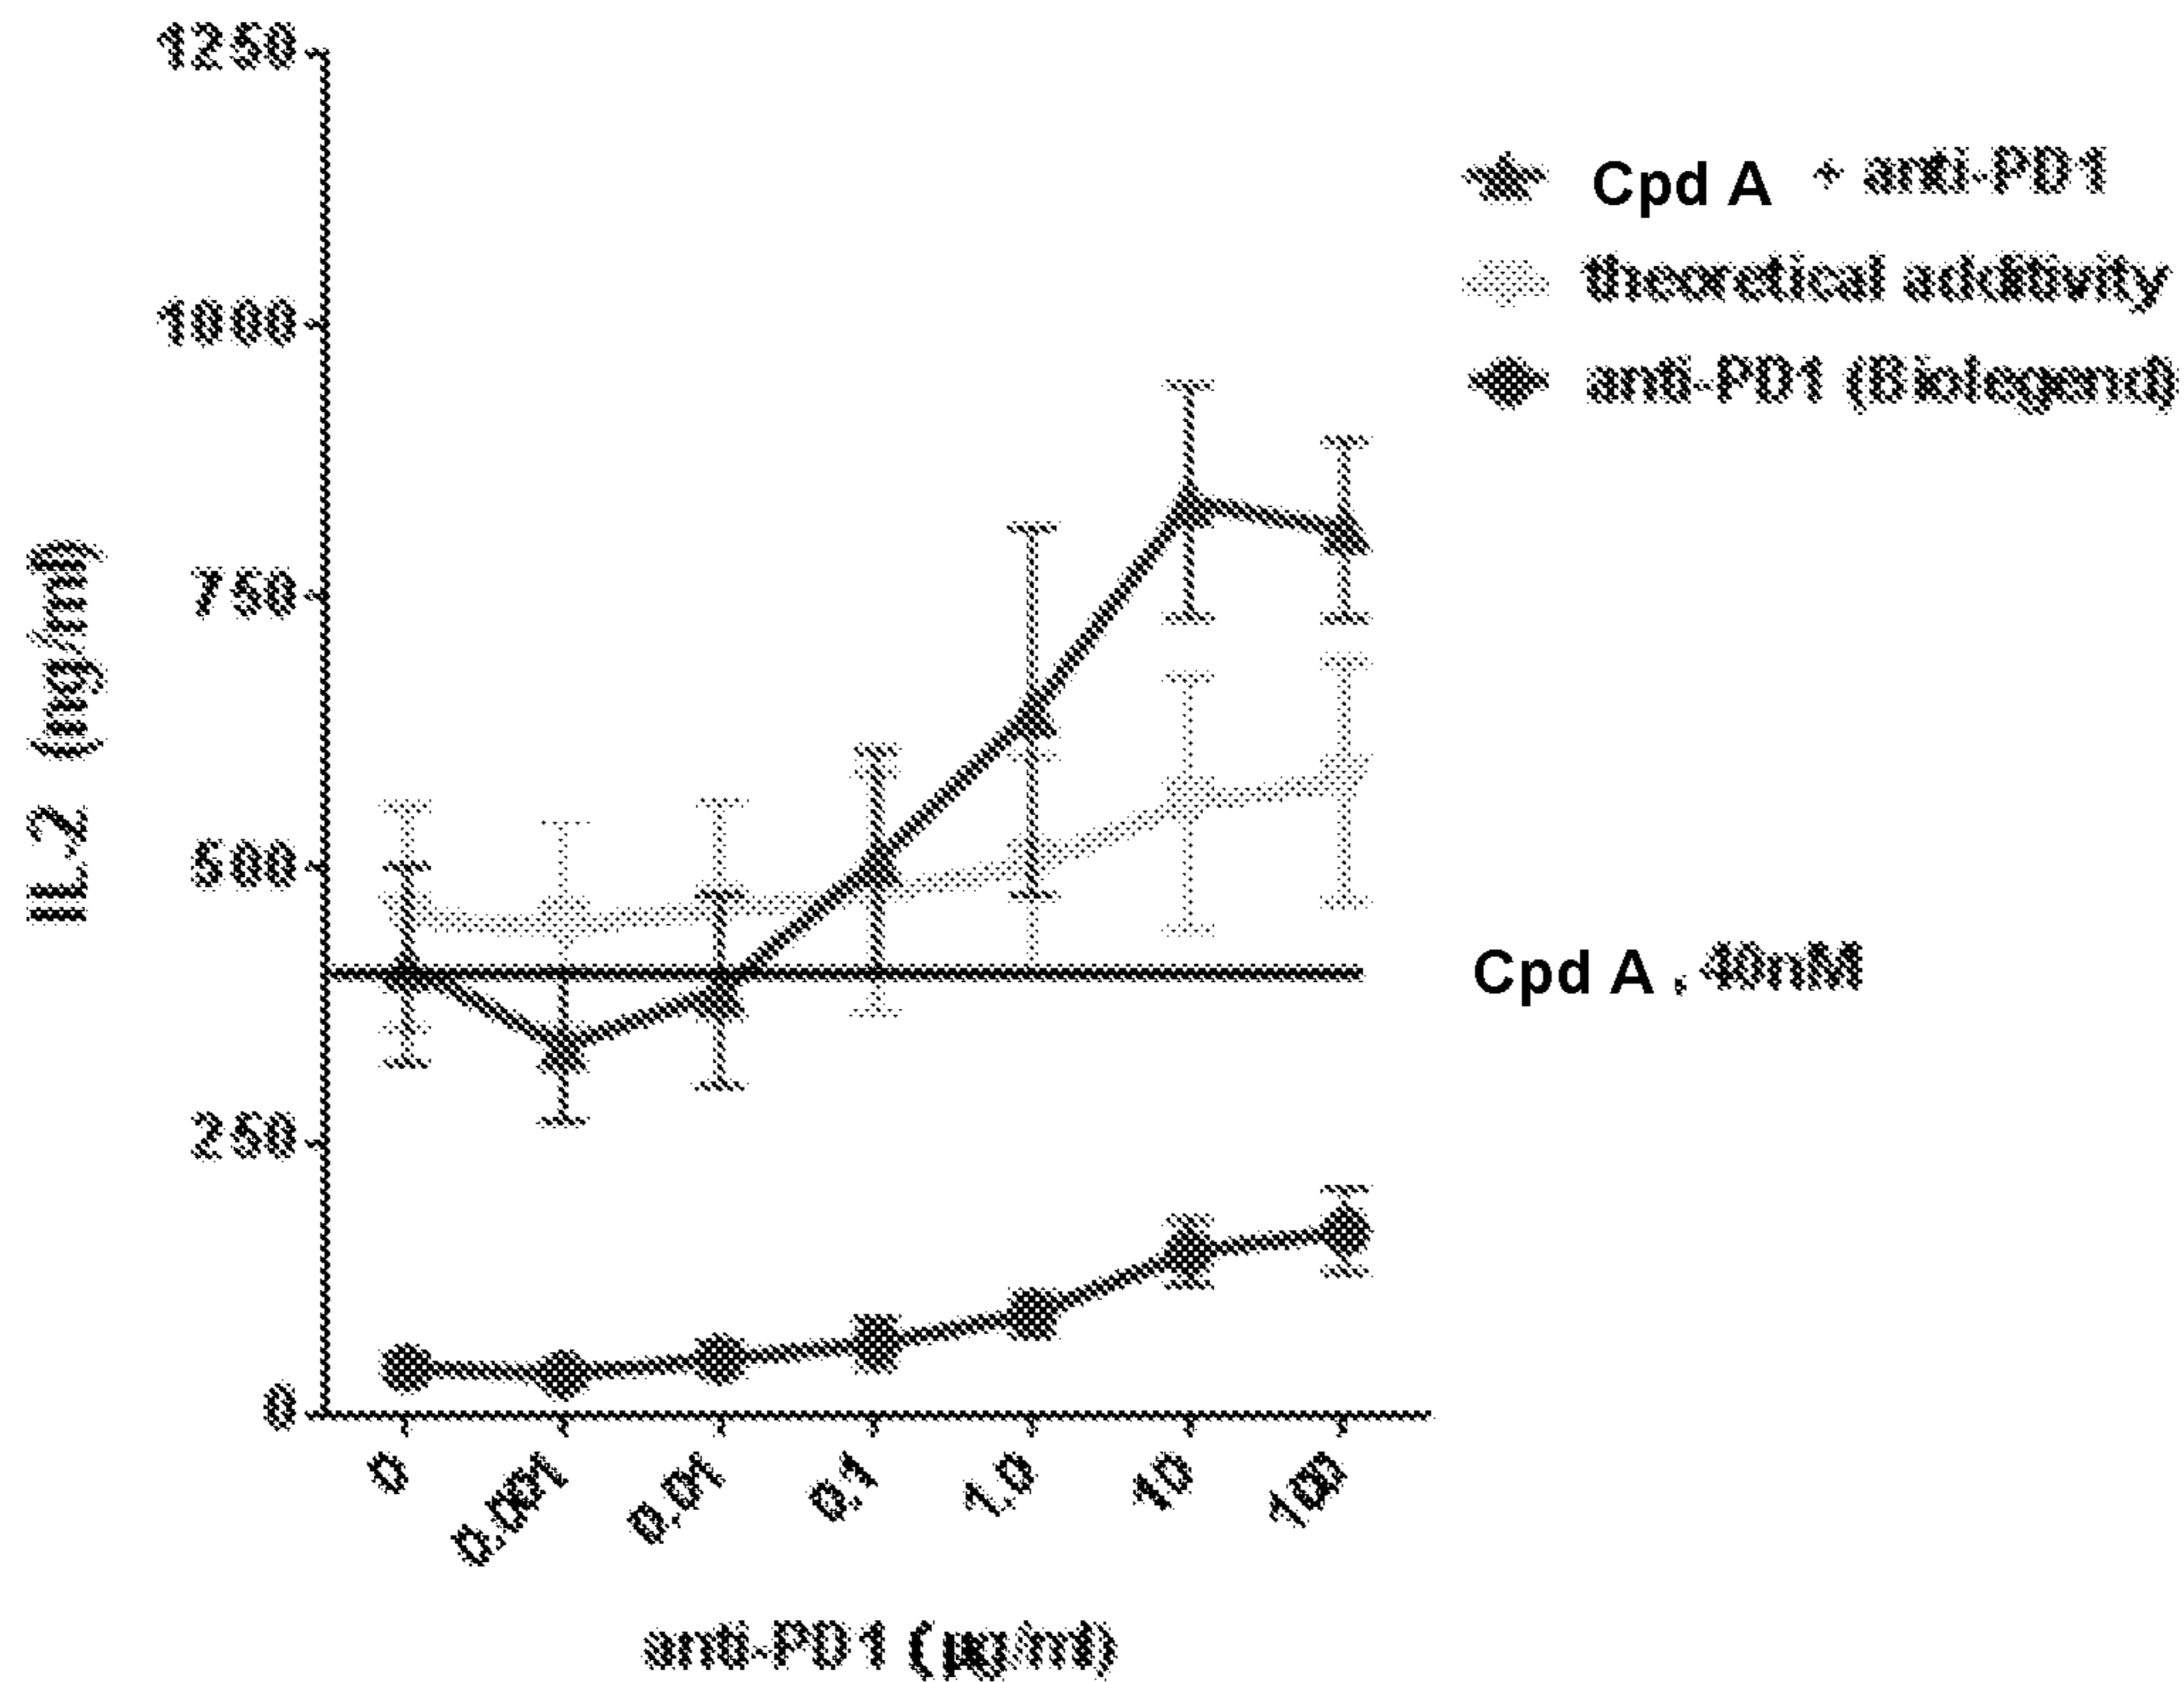 1250
1000
750
500
250
0
IL2 (mg/ml)
Cpd A + anti-PD1
theoretical additivity
anti-PD1 (Biolegend)
Cpd A , 40nM
0
0.001
0.01
0.1
1.0
10
100
anti-PD1 (µg/ml)